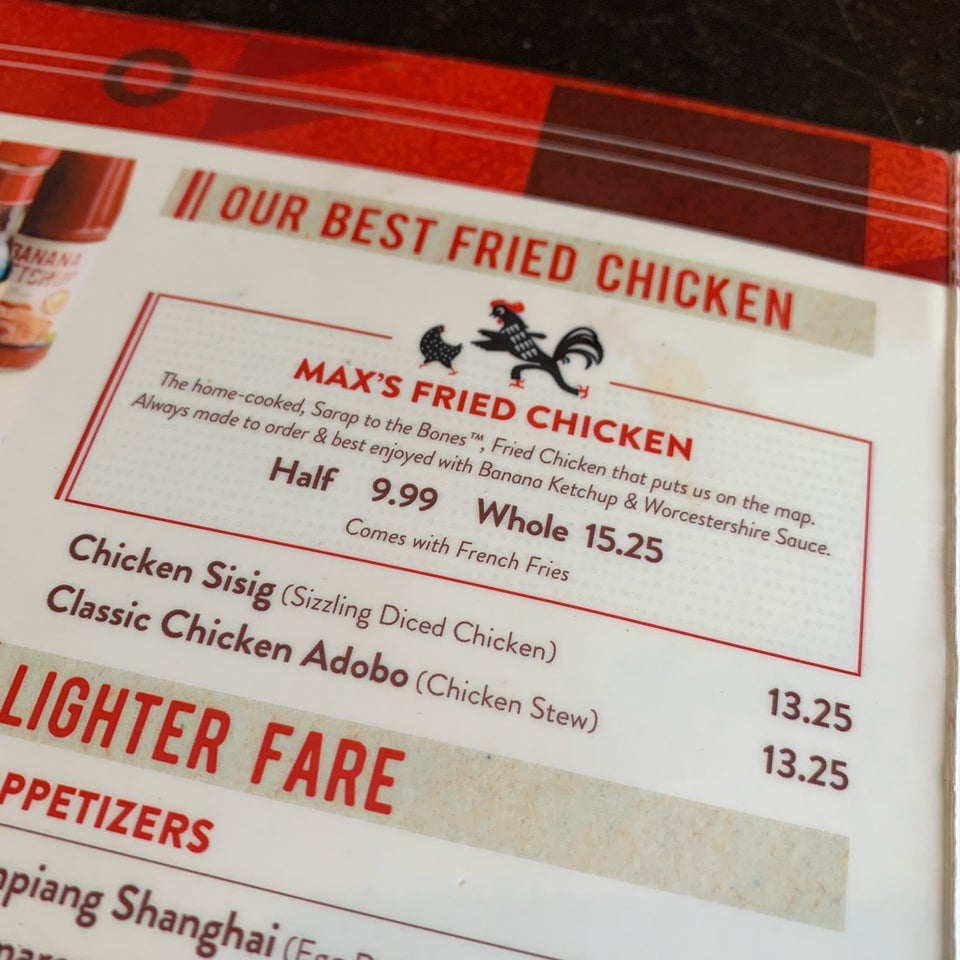 BANANA
OUR BEST FRIED CHICKEN
MAX'S FRIED CHICKEN
The home-cooked, Sarap to the Bones™, Fried Chicken that puts us on the map.
Always made to order & best enjoyed with Banana Ketchup & Worcestershire Sauce.
Half 9.99 Whole 15.25
Comes with French Fries
Chicken Sisig (Sizzling Diced Chicken) 13.25
Classic Chicken Adobo (Chicken Stew) 13.25
LIGHTER FARE
PPETIZERS
piang Shanghai (Egg